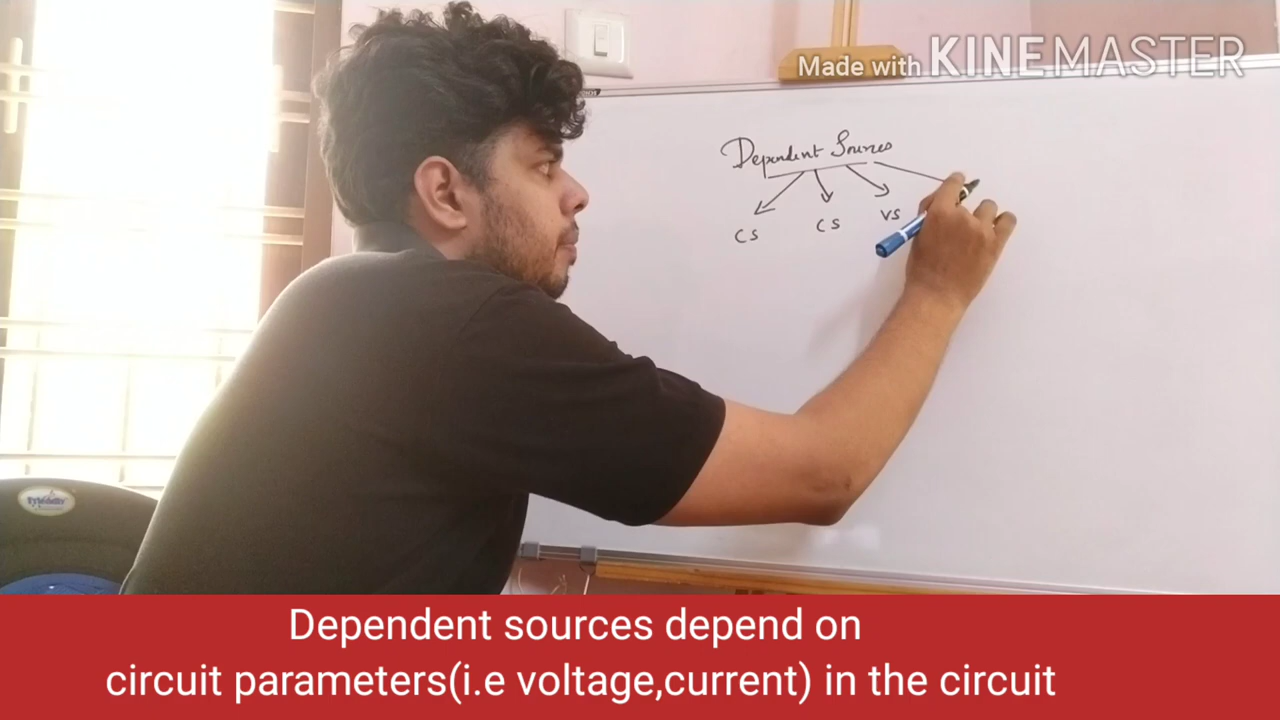 Made with KINEMASTER
Dependent Sources
CS CS VS
Dependent sources depend on
circuit parameters(i.e voltage,current) in the circuit